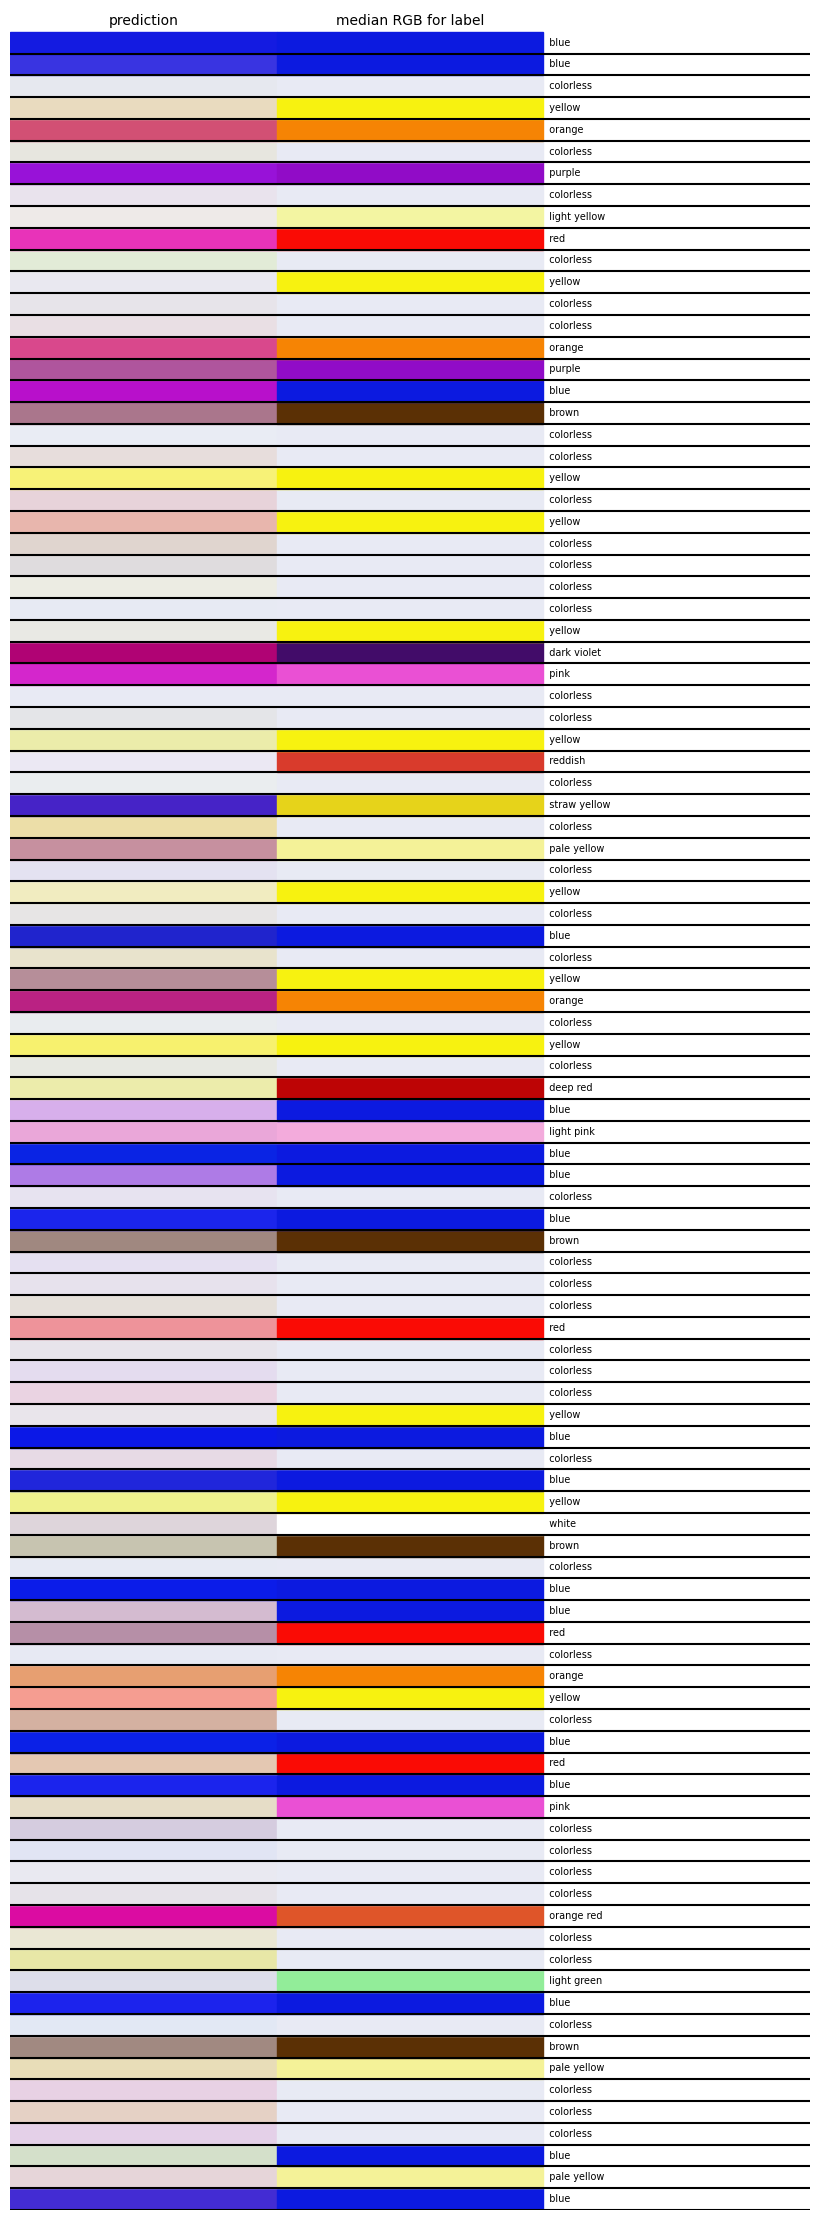 prediction median RGB for label
blue
blue
colorless
yellow
orange
colorless
purple
colorless
light yellow
red
colorless
yellow
colorless
colorless
orange
purple
blue
brown
colorless
colorless
yellow
colorless
yellow
colorless
colorless
colorless
colorless
yellow
dark violet
pink
colorless
colorless
yellow
reddish
colorless
straw yellow
colorless
pale yellow
colorless
yellow
colorless
blue
colorless
yellow
orange
colorless
yellow
colorless
deep red
blue
light pink
blue
blue
colorless
blue
brown
colorless
colorless
colorless
red
colorless
colorless
colorless
yellow
blue
colorless
blue
yellow
white
brown
colorless
blue
blue
red
colorless
orange
yellow
colorless
blue
red
blue
pink
colorless
colorless
colorless
colorless
orange red
colorless
colorless
light green
blue
colorless
brown
pale yellow
colorless
colorless
colorless
blue
pale yellow
blue